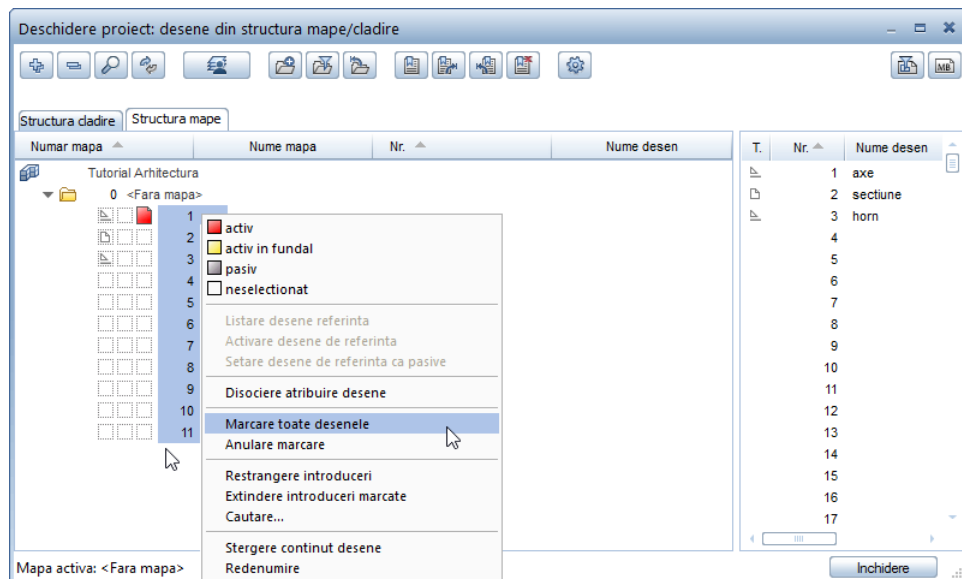 Deschidere proiect: desene din structura mape/cladire
MB
Structura cladire
Structura mape
Numar mapa
Nume mapa
Nr.
Nume desen
Tutorial Arhitectura
0 <Fara mapa>
1
2
3
4
5
6
7
8
9
10
11
activ
activ in fundal
pasiv
neselectionat
Listare desene referinta
Activare desene de referinta
Setare desene de referinta ca pasive
Disociere atribuire desene
Marcare toate desenele
Anulare marcare
Restrangere introduceri
Extindere introduceri marcate
Cautare...
Stergere continut desene
Redenumire
T. Nr. Nume desen
1 axe
2 sectiune
3 horn
4
5
6
7
8
9
10
11
12
13
14
15
16
17
Mapa activa: <Fara mapa>
Inchidere